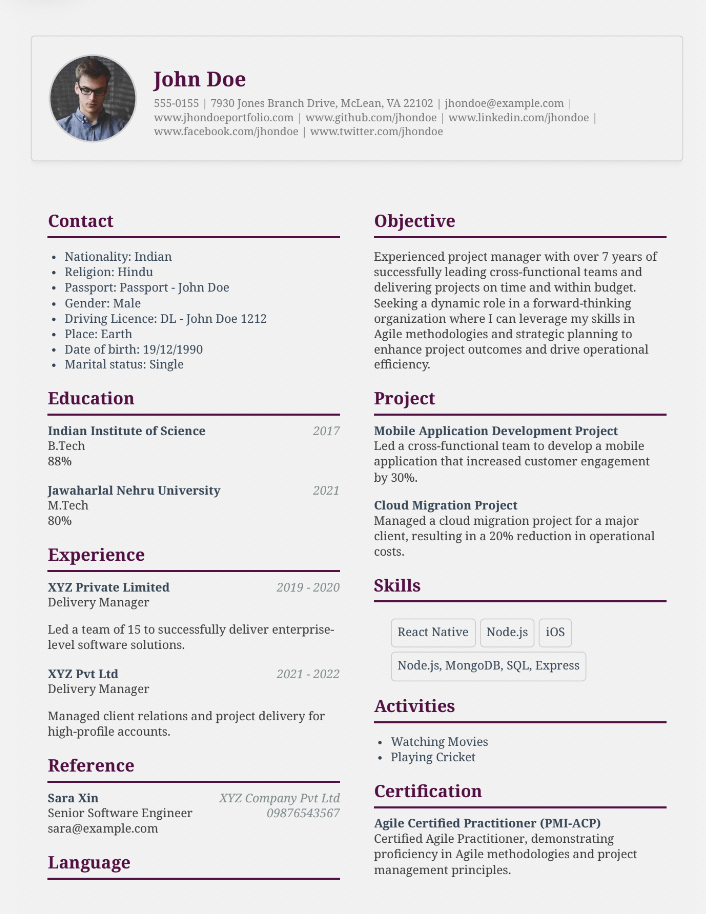 John Doe
555-0155 | 7930 Jones Branch Drive, McLean, VA 22102 | jhondoe@example.com |
www.jhondoeportfolio.com | www.github.com/jhondoe | www.linkedin.com/jhondoe |
www.facebook.com/jhondoe | www.twitter.com/jhondoe
Contact
• Nationality: Indian
• Religion: Hindu
• Passport: Passport - John Doe
• Gender: Male
• Driving Licence: DL - John Doe 1212
• Place: Earth
• Date of birth: 19/12/1990
• Marital status: Single
Education
Indian Institute of Science 2017
B.Tech
88%
Jawaharlal Nehru University 2021
M.Tech
80%
Experience
XYZ Private Limited 2019 - 2020
Delivery Manager
Led a team of 15 to successfully deliver enterprise-
level software solutions.
XYZ Pvt Ltd 2021 - 2022
Delivery Manager
Managed client relations and project delivery for
high-profile accounts.
Reference
Sara Xin XYZ Company Pvt Ltd
Senior Software Engineer 09876543567
sara@example.com
Language
Objective
Experienced project manager with over 7 years of
successfully leading cross-functional teams and
delivering projects on time and within budget.
Seeking a dynamic role in a forward-thinking
organization where I can leverage my skills in
Agile methodologies and strategic planning to
enhance project outcomes and drive operational
efficiency.
Project
Mobile Application Development Project
Led a cross-functional team to develop a mobile
application that increased customer engagement
by 30%.
Cloud Migration Project
Managed a cloud migration project for a major
client, resulting in a 20% reduction in operational
costs.
Skills
React Native Node.js iOS
Node.js, MongoDB, SQL, Express
Activities
• Watching Movies
• Playing Cricket
Certification
Agile Certified Practitioner (PMI-ACP)
Certified Agile Practitioner, demonstrating
proficiency in Agile methodologies and project
management principles.